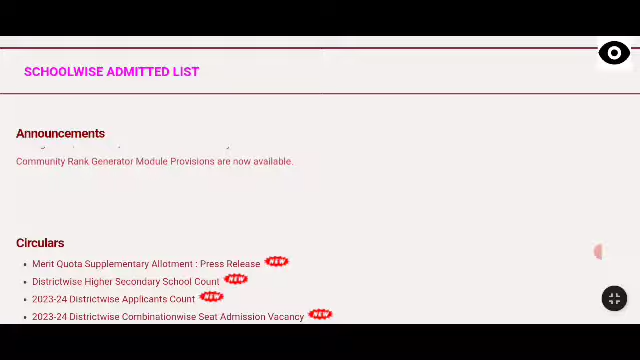 SCHOOLWISE ADMITTED LIST
Announcements
Community Rank Generator Module Provisions are now available.
Circulars
Merit Quota Supplementary Allotment : Press Release NEW
Districtwise Higher Secondary School Count NEW
2023-24 Districtwise Applicants Count NEW
2023-24 Districtwise Combinationwise Seat Admission Vacancy NEW